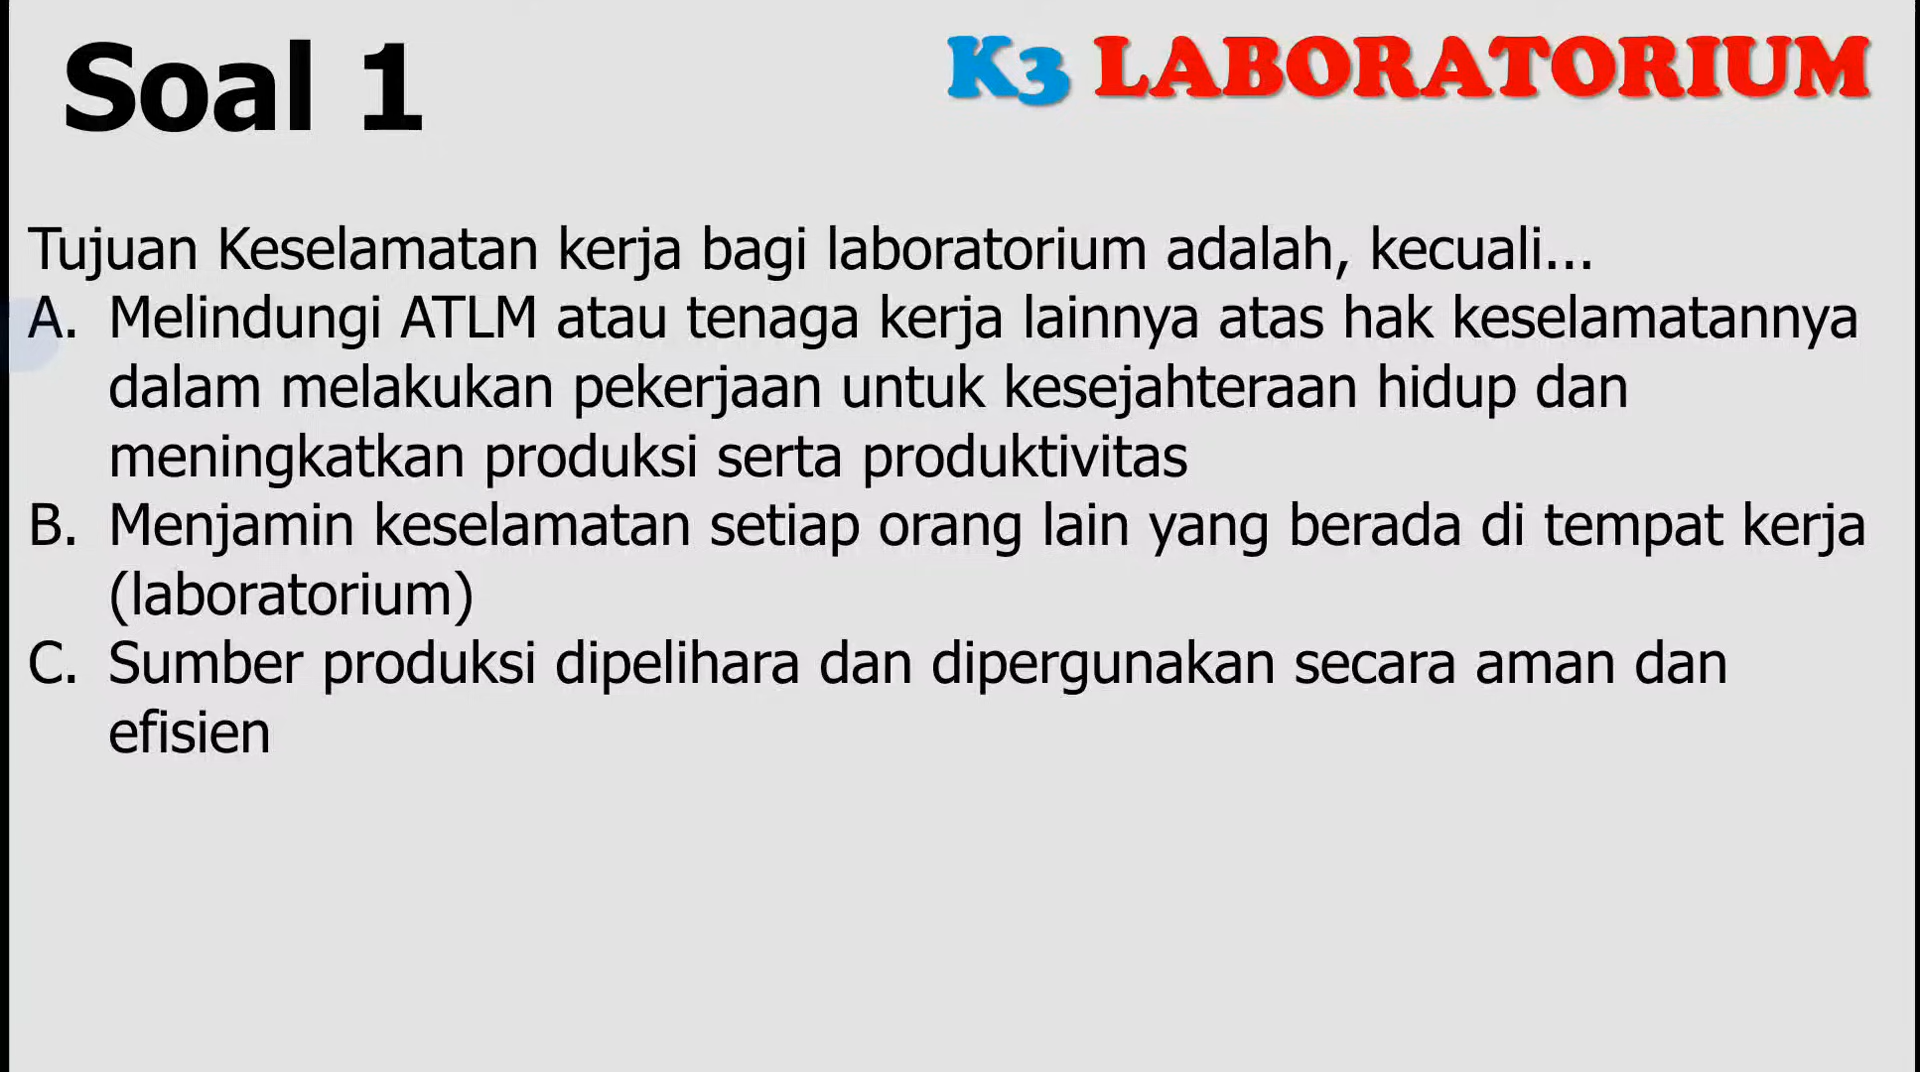 Soal 1
K3 LABORATORIUM
Tujuan Keselamatan kerja bagi laboratorium adalah, kecuali...
A. Melindungi ATLM atau tenaga kerja lainnya atas hak keselamatannya
dalam melakukan pekerjaan untuk kesejahteraan hidup dan
meningkatkan produksi serta produktivitas
B. Menjamin keselamatan setiap orang lain yang berada di tempat kerja
(laboratorium)
C. Sumber produksi dipelihara dan dipergunakan secara aman dan
efisien